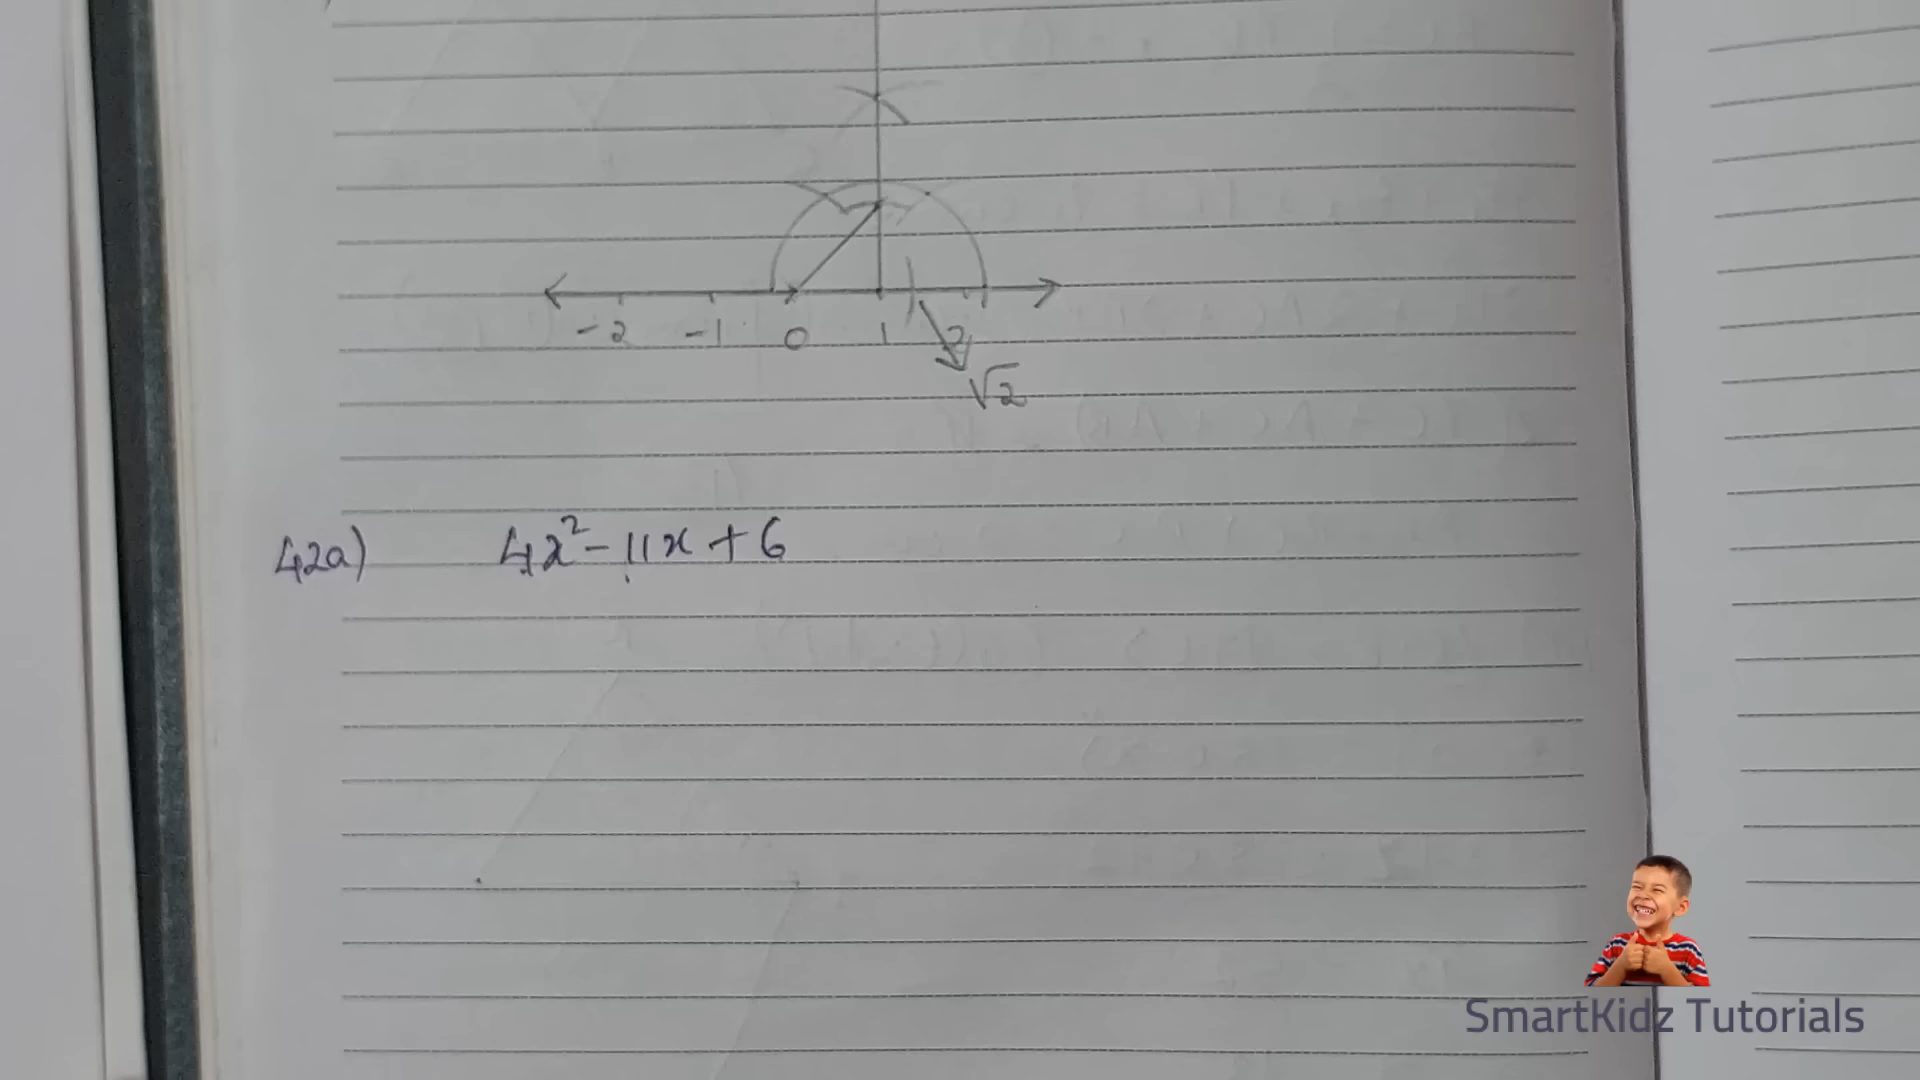 -2 -1 0 1 2
√2
42a) 4x² - 11x + 6
SmartKidz Tutorials